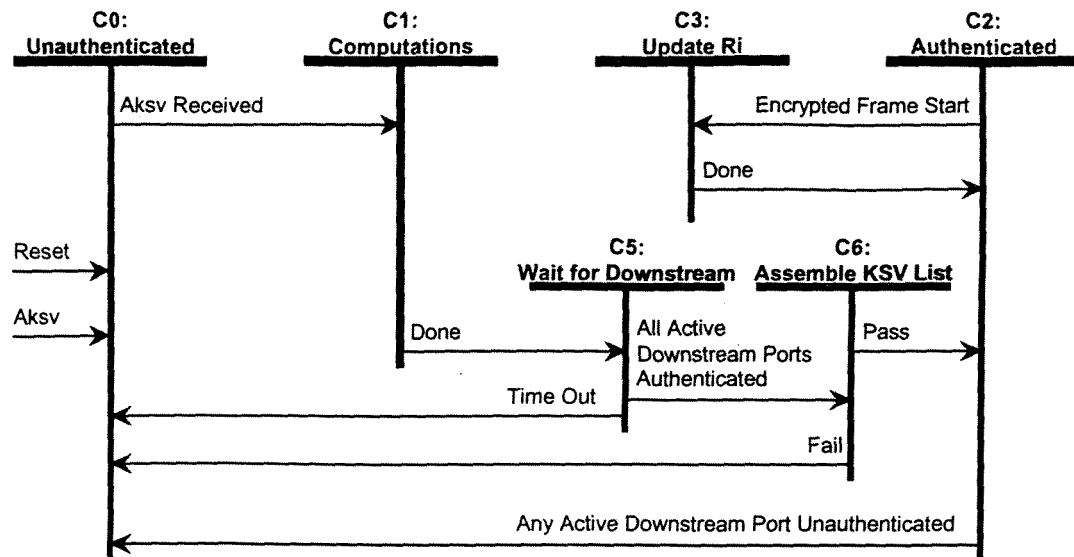 C0:
Unauthenticated
C1:
Computations
C3:
Update Ri
C2:
Authenticated
Aksv Received
Encrypted Frame Start
Done
Reset
C5:
Wait for Downstream
C6:
Assemble KSV List
Aksv
Done
All Active
Downstream Ports
Authenticated
Pass
Time Out
Fail
Any Active Downstream Port Unauthenticated